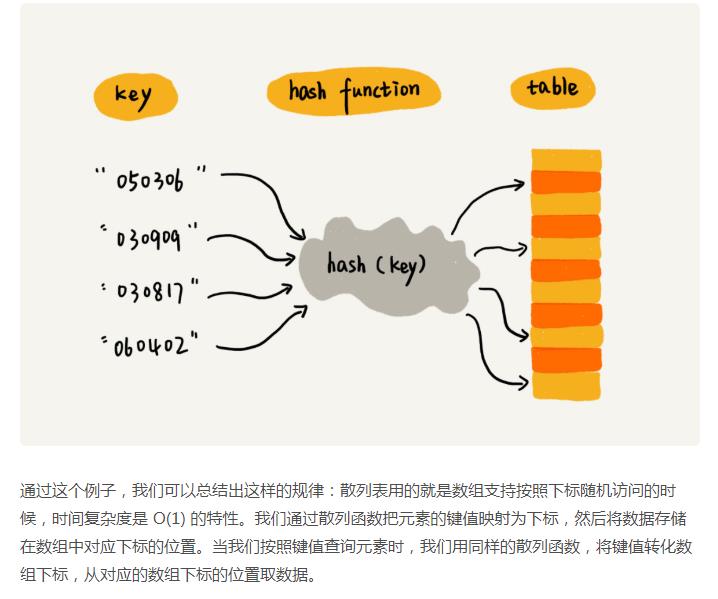 key
hash function
table
"050306"
"030909"
"030817"
"060402"
hash (key)
通过这个例子，我们可以总结出这样的规律：散列表用的就是数组支持按照下标随机访问的时
候，时间复杂度是 O(1) 的特性。我们通过散列函数把元素的键值映射为下标，然后将数据存储
在数组中对应下标的位置。当我们按照键值查询元素时，我们用同样的散列函数，将键值转化数
组下标，从对应的数组下标的位置取数据。